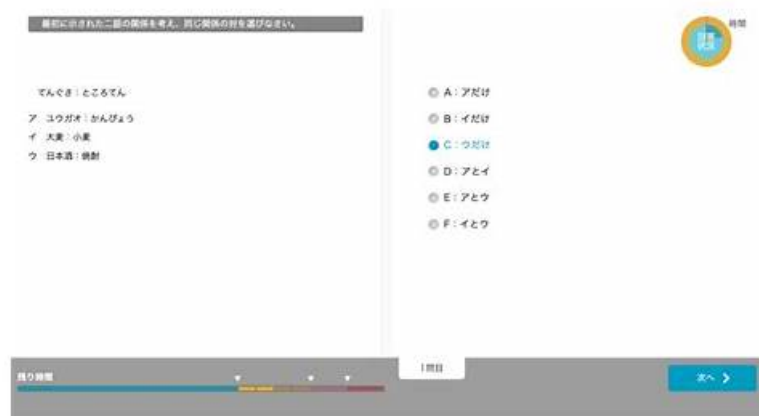 最初に示された二語の関係を考え、同じ関係の対を選びなさい。
時間
てんぐさ：ところてん
ア ユウガオ：かんぴょう
イ 大麦：小麦
ウ 日本酒：焼酎
A：アだけ
B：イだけ
C：ウだけ
D：アとイ
E：アとウ
F：イとウ
残り時間
1問目
次へ